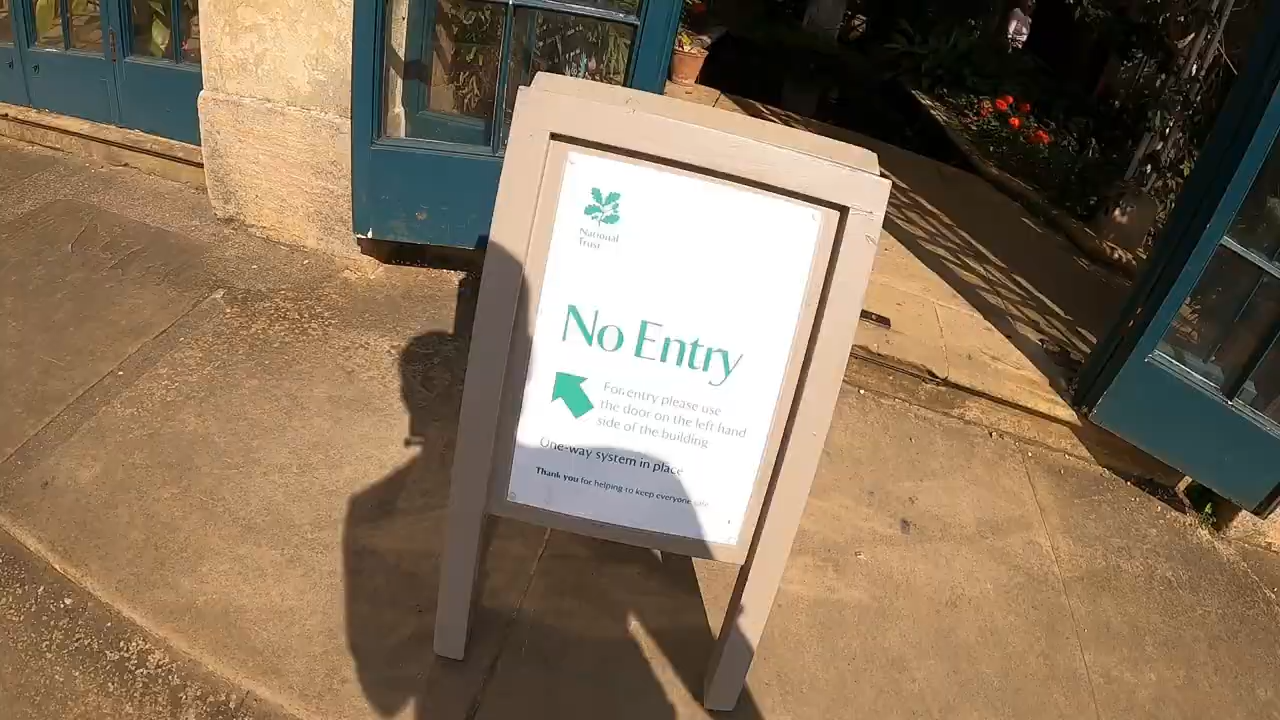 National
Trust
No Entry
For entry please use
the door on the left hand
side of the building
One-way system in place
Thank you for helping to keep everyone safe